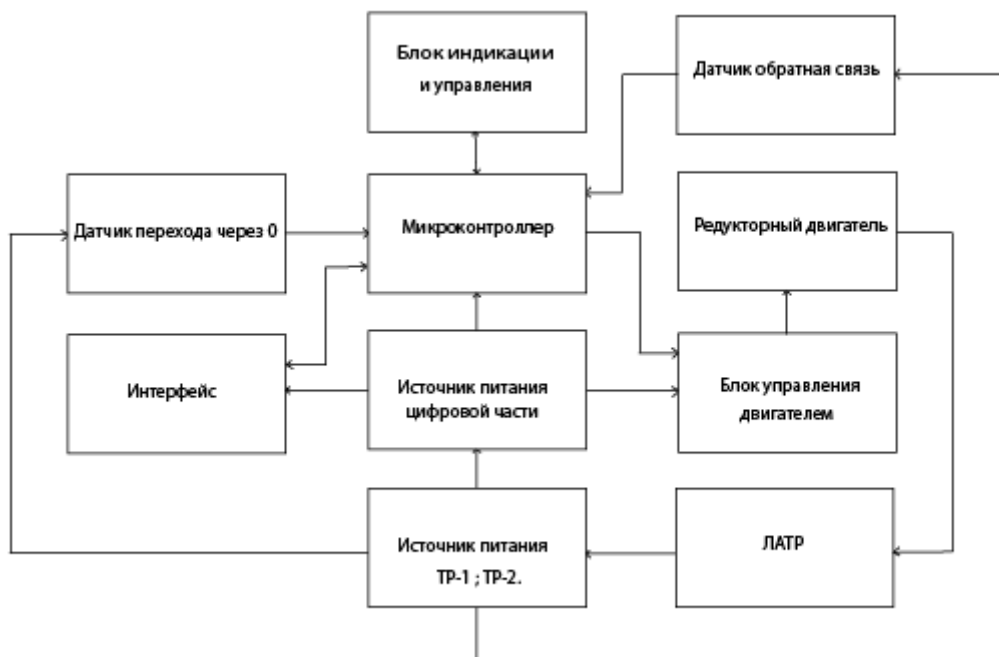 Блок индикации
и управления
Датчик обратная связь
Датчик перехода через 0
Микроконтроллер
Редукторный двигатель
Интерфейс
Источник питания
цифровой части
Блок управления
двигателем
Источник питания
ТР-1 ; ТР-2.
ЛАТР